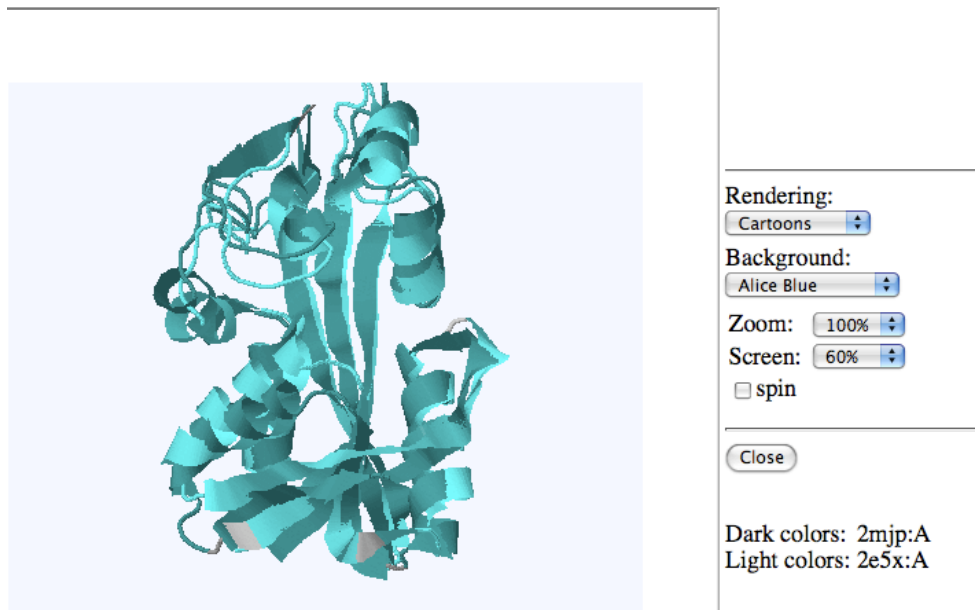 Rendering:
Cartoons
Background:
Alice Blue
Zoom: 100%
Screen: 60%
spin
Close
Dark colors: 2mjp:A
Light colors: 2e5x:A